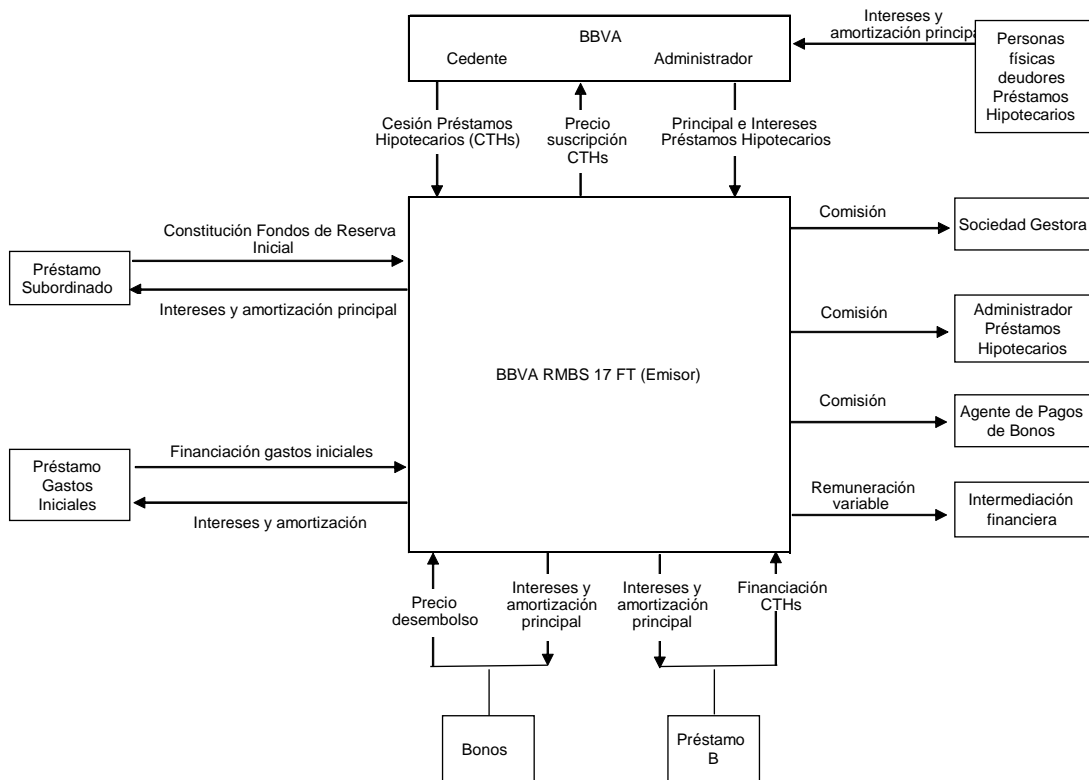 BBVA
Cedente
Administrador
Intereses y
amortización principal
Personas
físicas
deudores
Préstamos
Hipotecarios
Cesión Préstamos
Hipotecarios (CTHs)
Precio
suscripción
CTHs
Principal e Intereses
Préstamos Hipotecarios
Constitución Fondos de Reserva
Inicial
Préstamo
Subordinado
Intereses y amortización principal
BBVA RMBS 17 FT (Emisor)
Comisión
Sociedad Gestora
Comisión
Administrador
Préstamos
Hipotecarios
Comisión
Agente de Pagos
de Bonos
Financiación gastos iniciales
Préstamo
Gastos
Iniciales
Intereses y amortización
Remuneración
variable
Intermediación
financiera
Precio
desembolso
Intereses y
amortización
principal
Intereses y
amortización
principal
Financiación
CTHs
Bonos
Préstamo
B